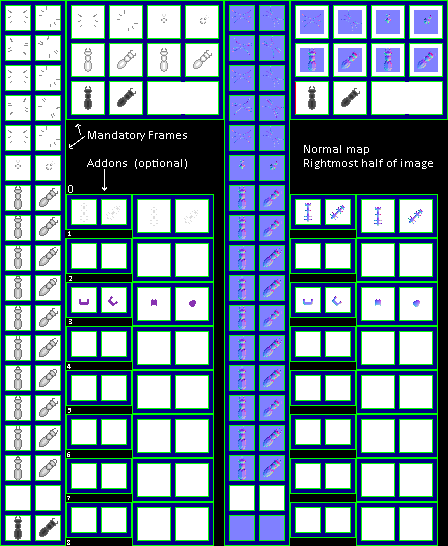 Mandatory Frames
Addons (optional)
Normal map
Rightmost half of image
0
1
2
3
4
5
6
7
8